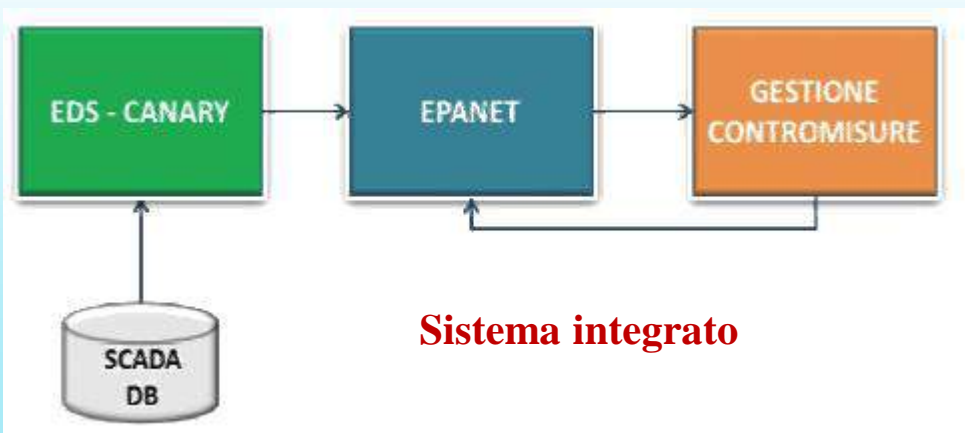 EDS - CANARY
EPANET
GESTIONE
CONTROMISURE
Sistema integrato
SCADA
DB